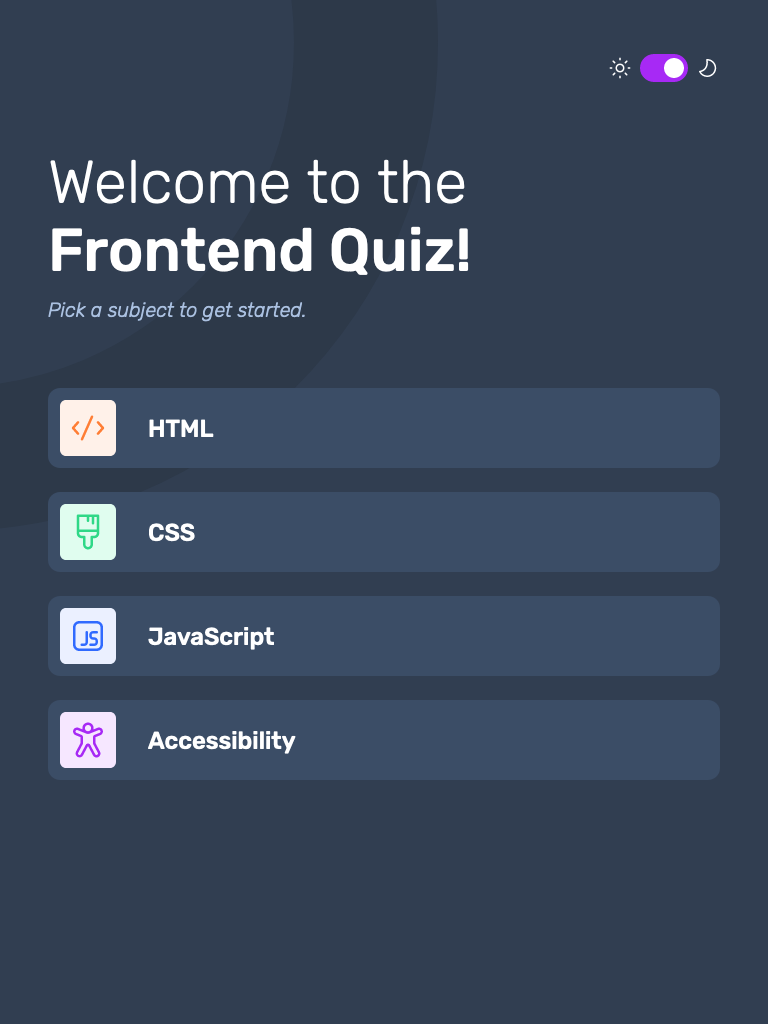 Welcome to the
Frontend Quiz!
Pick a subject to get started.
HTML
CSS
JS
JavaScript
Accessibility